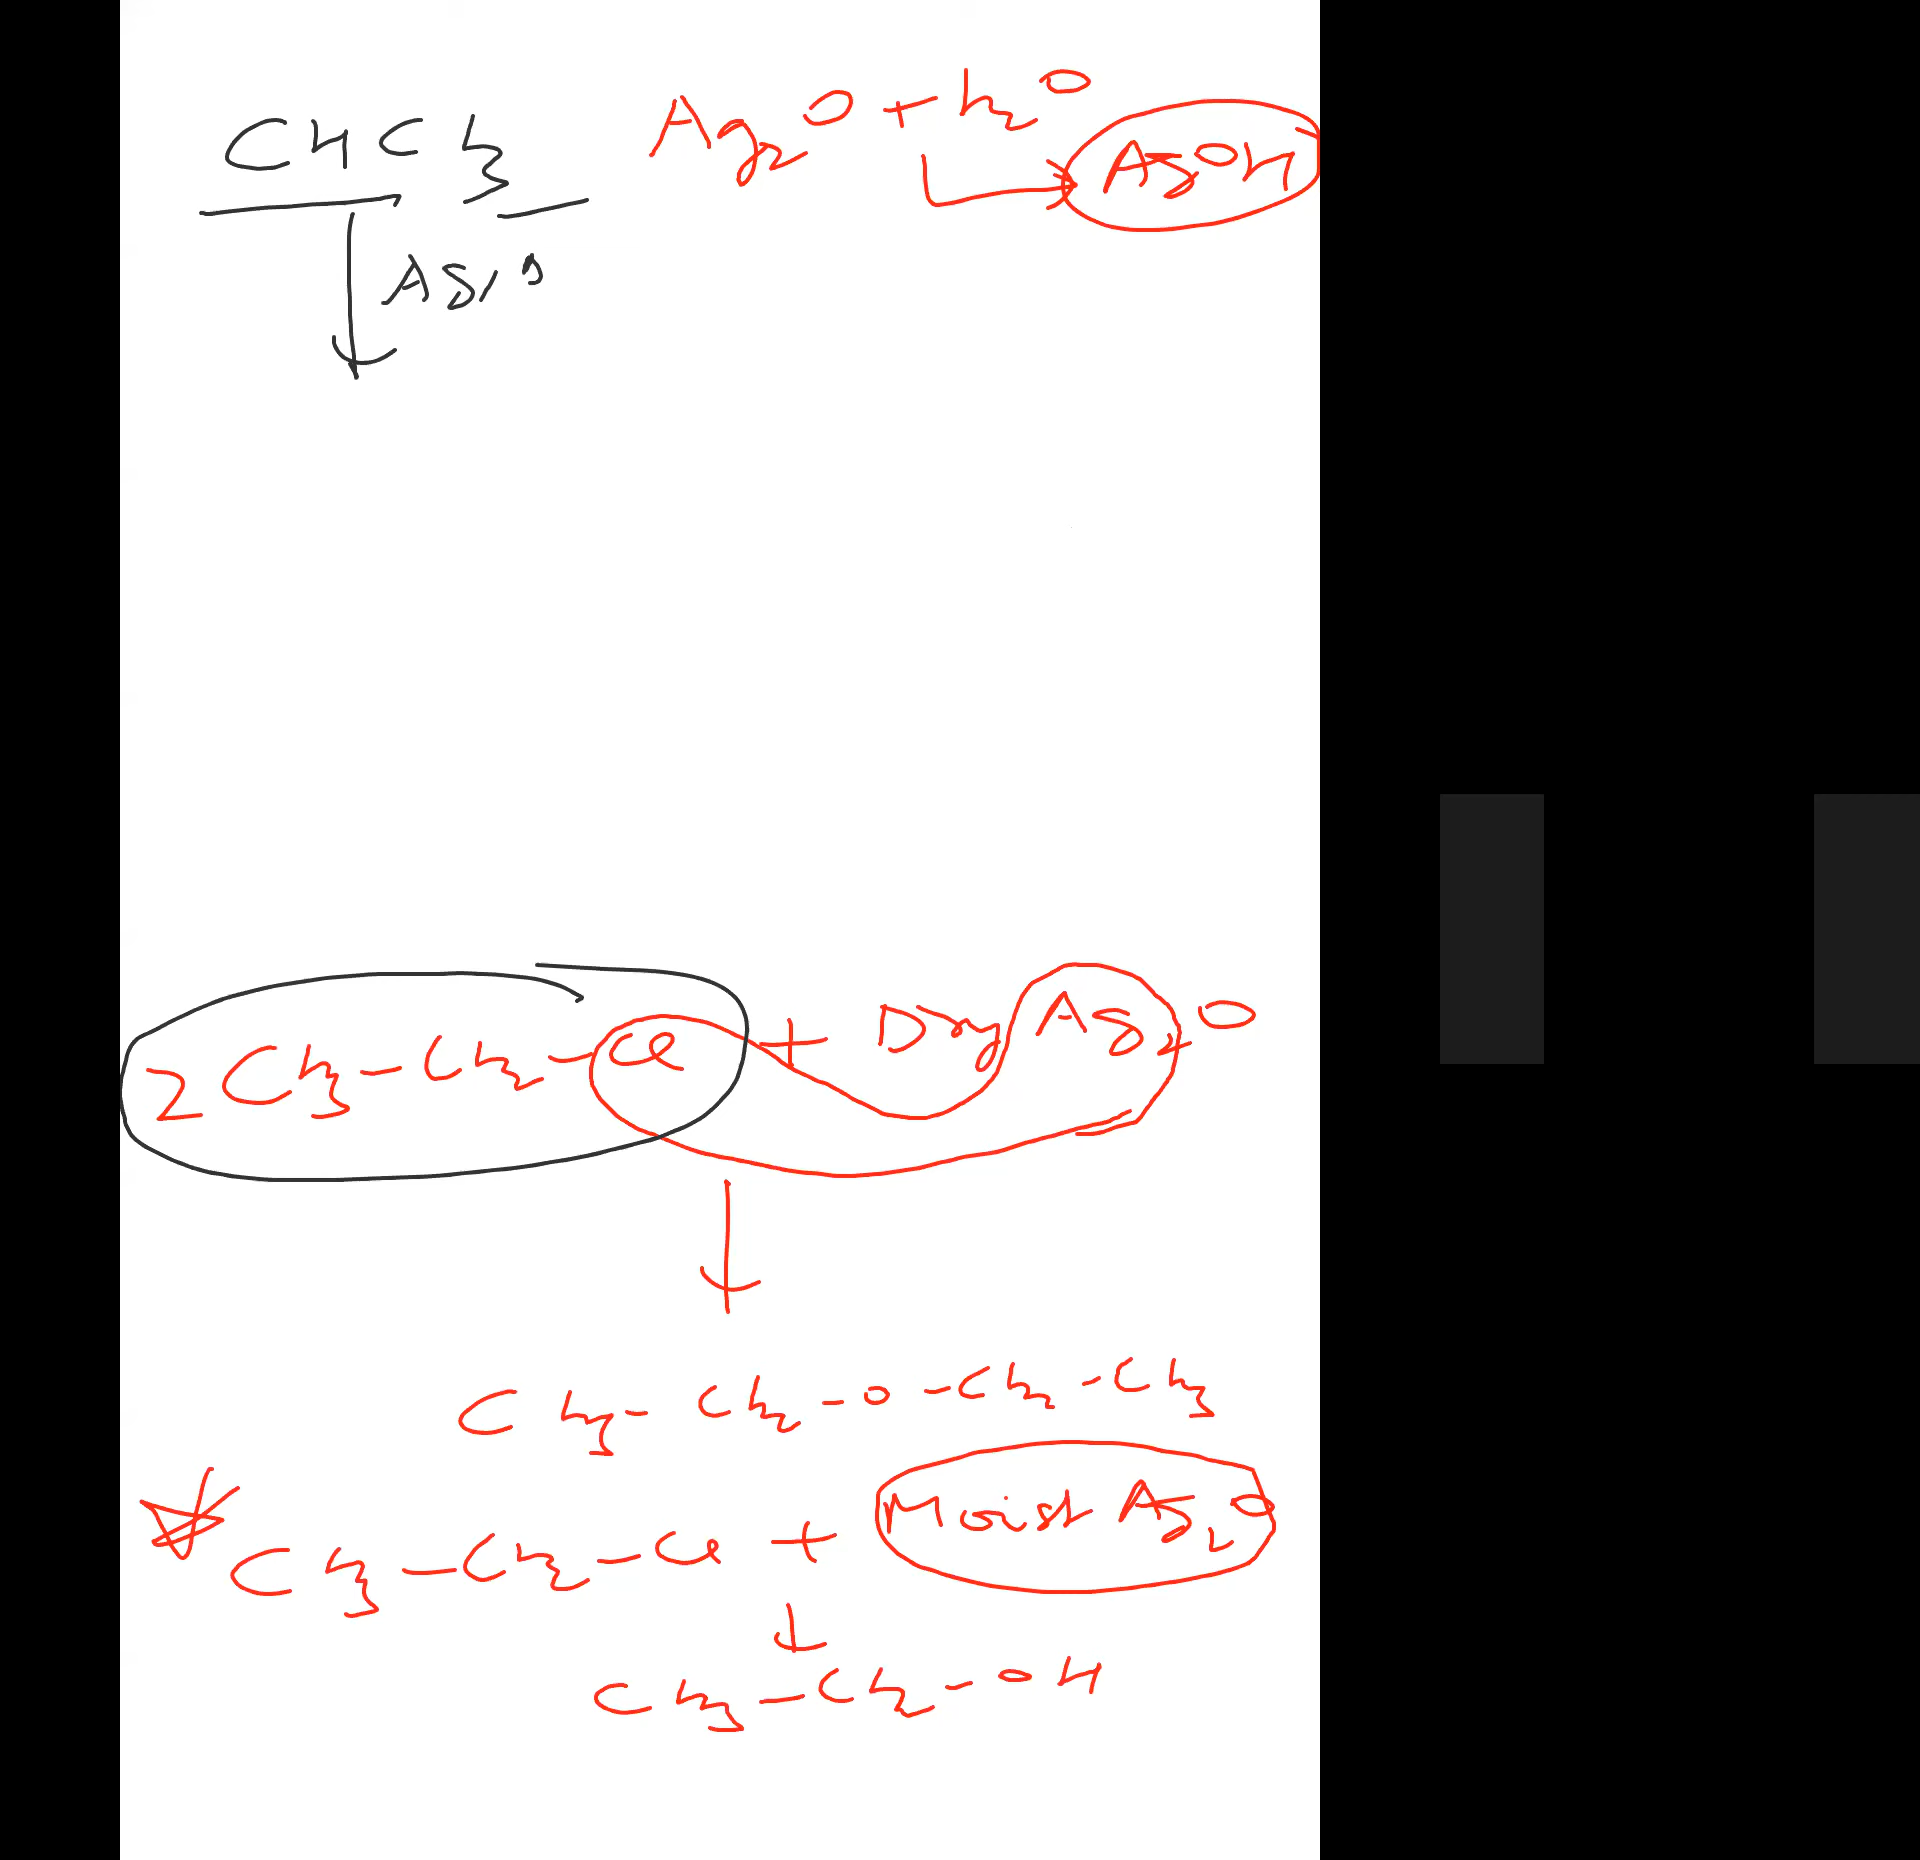 CHCl3
Ag2O + H2O
AgOH
Ag/Δ
2CH3-CH2-Cl + Dry Ag2O
CH3-CH2-O-CH2-CH3
CH3-CH2-Cl + Moist Ag2O
CH3-CH2-OH